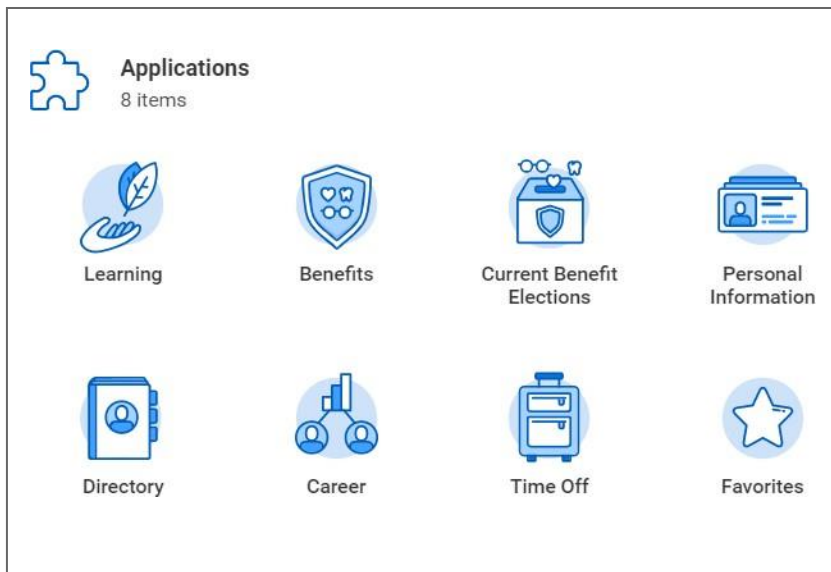 Applications
8 items
Learning
Benefits
Current Benefit
Elections
Personal
Information
Directory
Career
Time Off
Favorites